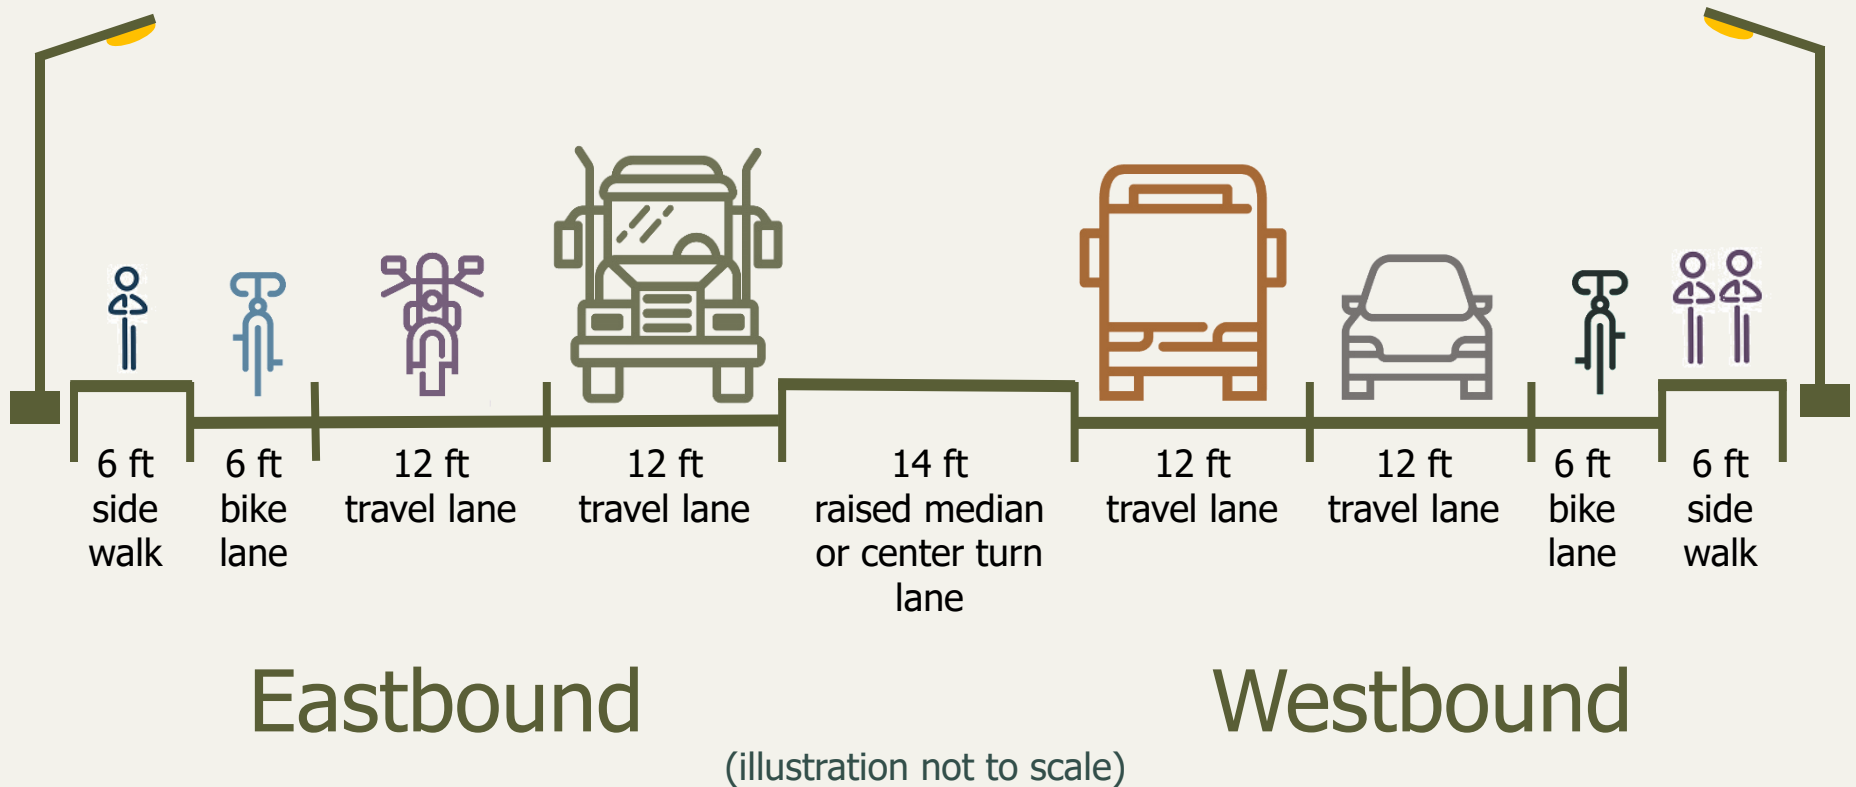 6 ft
side
walk
6 ft
bike
lane
12 ft
travel lane
12 ft
travel lane
14 ft
raised median
or center turn
lane
12 ft
travel lane
12 ft
travel lane
6 ft
bike
lane
6 ft
side
walk
Eastbound
Westbound
(illustration not to scale)